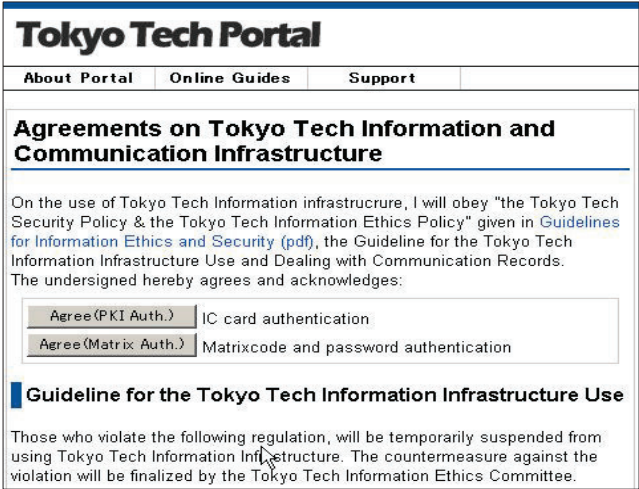 Tokyo Tech Portal
About Portal Online Guides Support
Agreements on Tokyo Tech Information and
Communication Infrastructure
On the use of Tokyo Tech Information infrastrucrure, I will obey "the Tokyo Tech
Security Policy & the Tokyo Tech Information Ethics Policy" given in Guidelines
for Information Ethics and Security (pdf), the Guideline for the Tokyo Tech
Information Infrastructure Use and Dealing with Communication Records.
The undersigned hereby agrees and acknowledges:
Agree(PKI Auth.) IC card authentication
Agree(Matrix Auth.) Matrixcode and password authentication
Guideline for the Tokyo Tech Information Infrastructure Use
Those who violate the following regulation, will be temporarily suspended from
using Tokyo Tech Information Infrastructure. The countermeasure against the
violation will be finalized by the Tokyo Tech Information Ethics Committee.